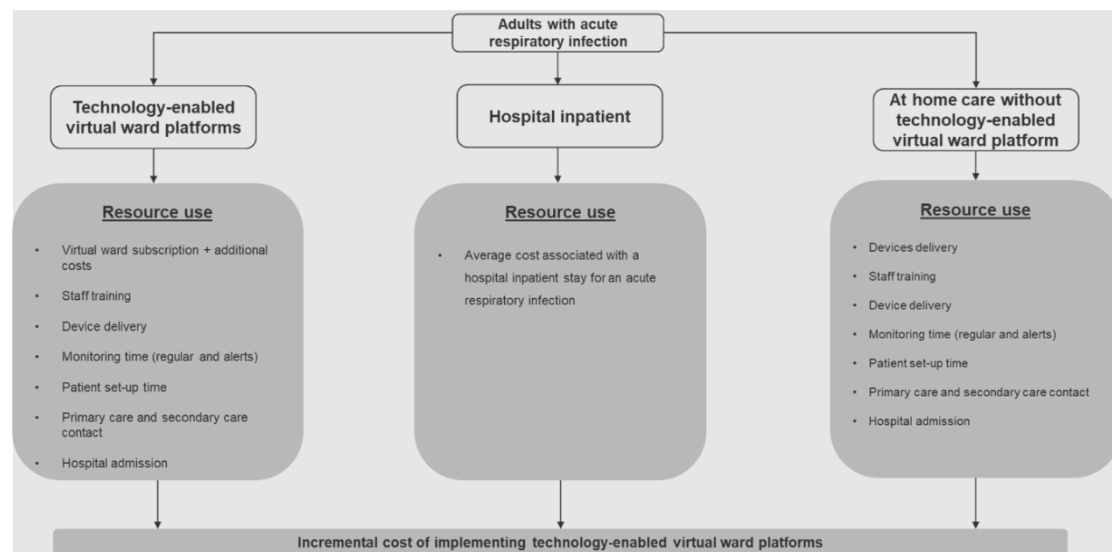 Adults with acute
respiratory infection
Technology-enabled
virtual ward platforms
Hospital inpatient
At home care without
technology-enabled
virtual ward platform
Resource use
• Virtual ward subscription + additional
costs
• Staff training
• Device delivery
• Monitoring time (regular and alerts)
• Patient set-up time
• Primary care and secondary care
contact
• Hospital admission
Resource use
• Average cost associated with a
hospital inpatient stay for an acute
respiratory infection
Resource use
• Devices delivery
• Staff training
• Device delivery
• Monitoring time (regular and alerts)
• Patient set-up time
• Primary care and secondary care contact
• Hospital admission
Incremental cost of implementing technology-enabled virtual ward platforms